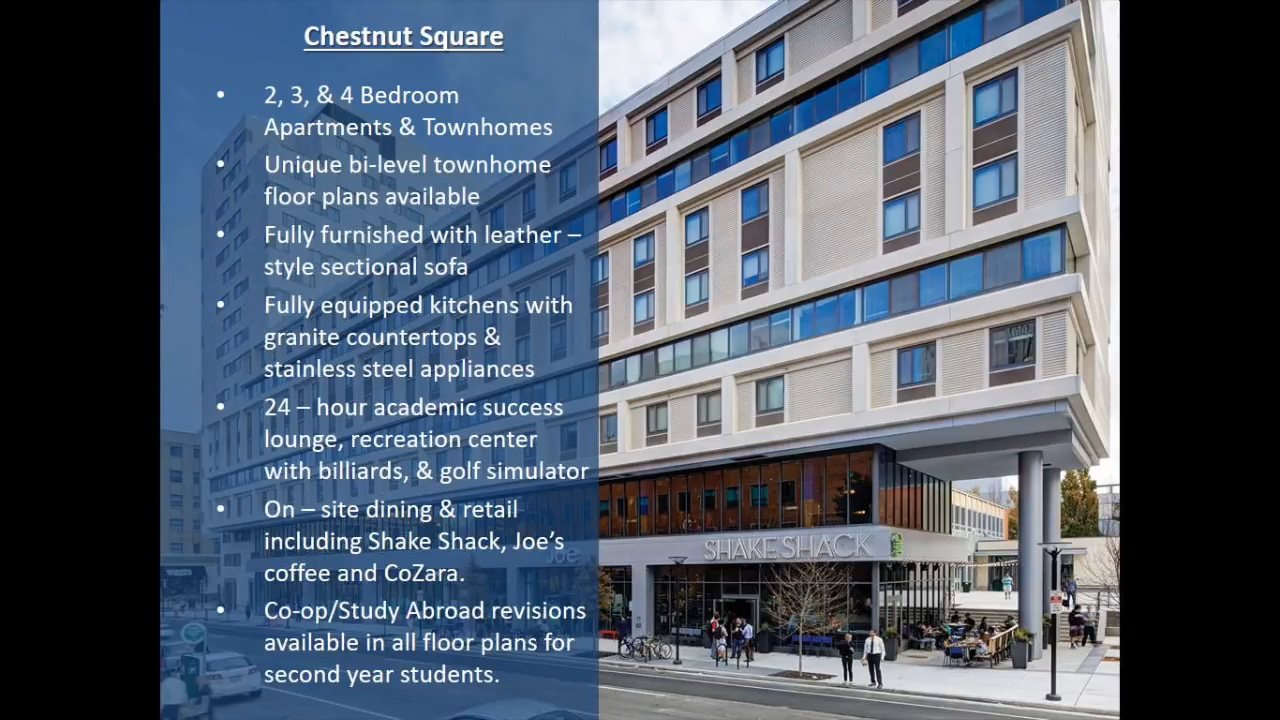 Chestnut Square
• 2, 3, & 4 Bedroom
Apartments & Townhomes
• Unique bi-level townhome
floor plans available
• Fully furnished with leather –
style sectional sofa
• Fully equipped kitchens with
granite countertops &
stainless steel appliances
• 24 – hour academic success
lounge, recreation center
with billiards, & golf simulator
• On – site dining & retail
including Shake Shack, Joe's
coffee and CoZara.
• Co-op/Study Abroad revisions
available in all floor plans for
second year students.
SHAKE SHACK
Joe